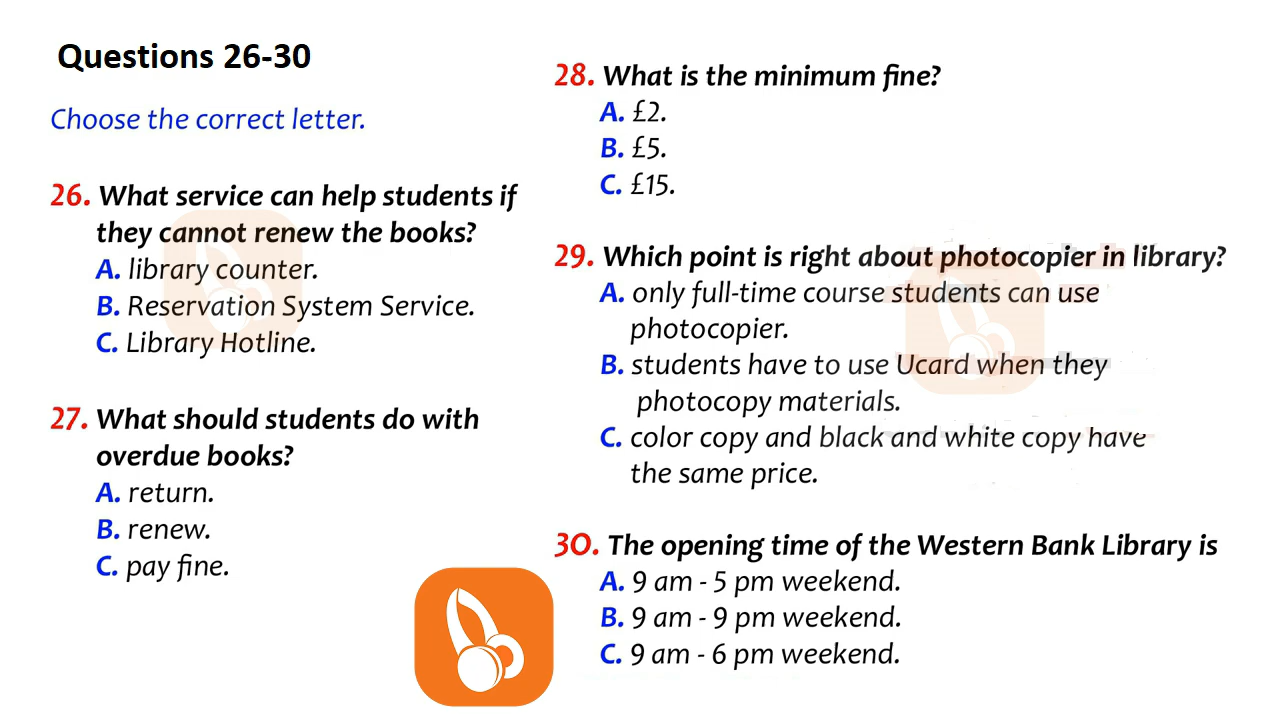 Questions 26-30
Choose the correct letter.
26. What service can help students if
they cannot renew the books?
A. library counter.
B. Reservation System Service.
C. Library Hotline.
27. What should students do with
overdue books?
A. return.
B. renew.
C. pay fine.
28. What is the minimum fine?
A. £2.
B. £5.
C. £15.
29. Which point is right about photocopier in library?
A. only full-time course students can use
photocopier.
B. students have to use Ucard when they
photocopy materials.
C. color copy and black and white copy have
the same price.
30. The opening time of the Western Bank Library is
A. 9 am - 5 pm weekend.
B. 9 am - 9 pm weekend.
C. 9 am - 6 pm weekend.